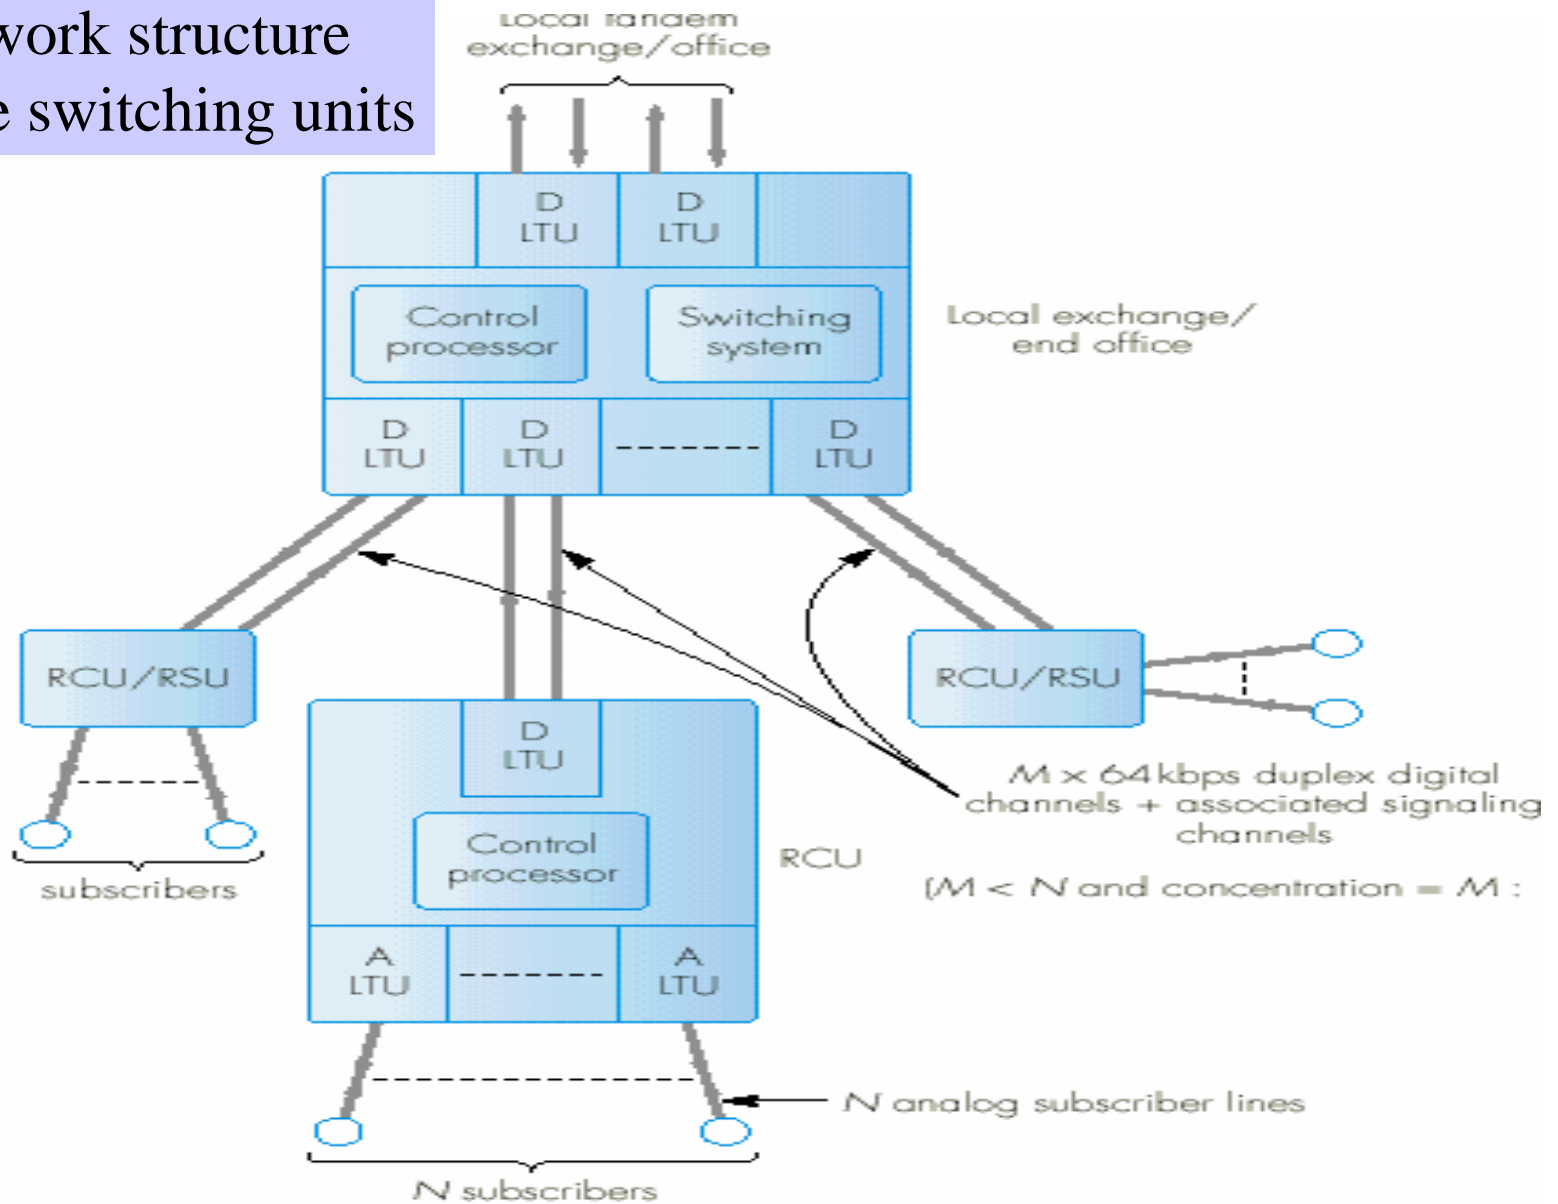 work structure
e switching units
Local tandem
exchange/office
D
LTU
D
LTU
Control
processor
Switching
system
Local exchange/
end office
D
LTU
D
LTU
D
LTU
RCU/RSU
RCU/RSU
D
LTU
M x 64 kbps duplex digital
channels + associated signaling
channels
Control
processor
RCU
subscribers
(M < N and concentration = M :
A
LTU
A
LTU
N analog subscriber lines
N subscribers